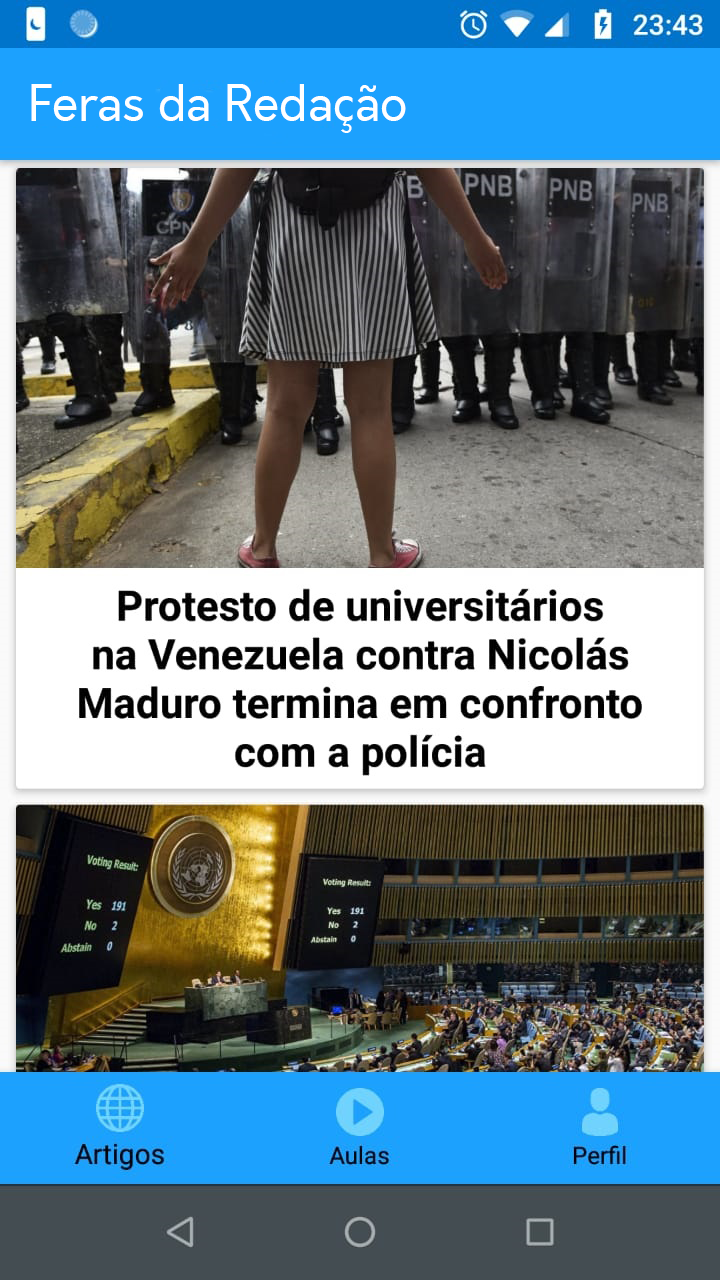 23:43
Feras da Redação
CPN
B
PNB
PNB
PNB
Protesto de universitários
na Venezuela contra Nicolás
Maduro termina em confronto
com a polícia
Voting Result:
Yes 191
No 2
Abstain 0
Voting Result:
Yes 191
No 2
Abstain 0
Artigos
Aulas
Perfil